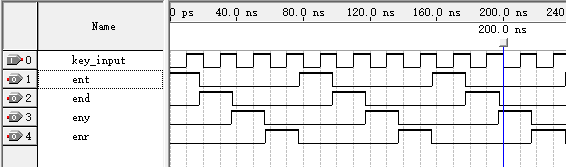 Name
0 ps 40.0 ns 80.0 ns 120.0 ns 160.0 ns 200.0 ns 240
200.0 ns
0 key_input
1 ent
2 end
3 eny
4 enr